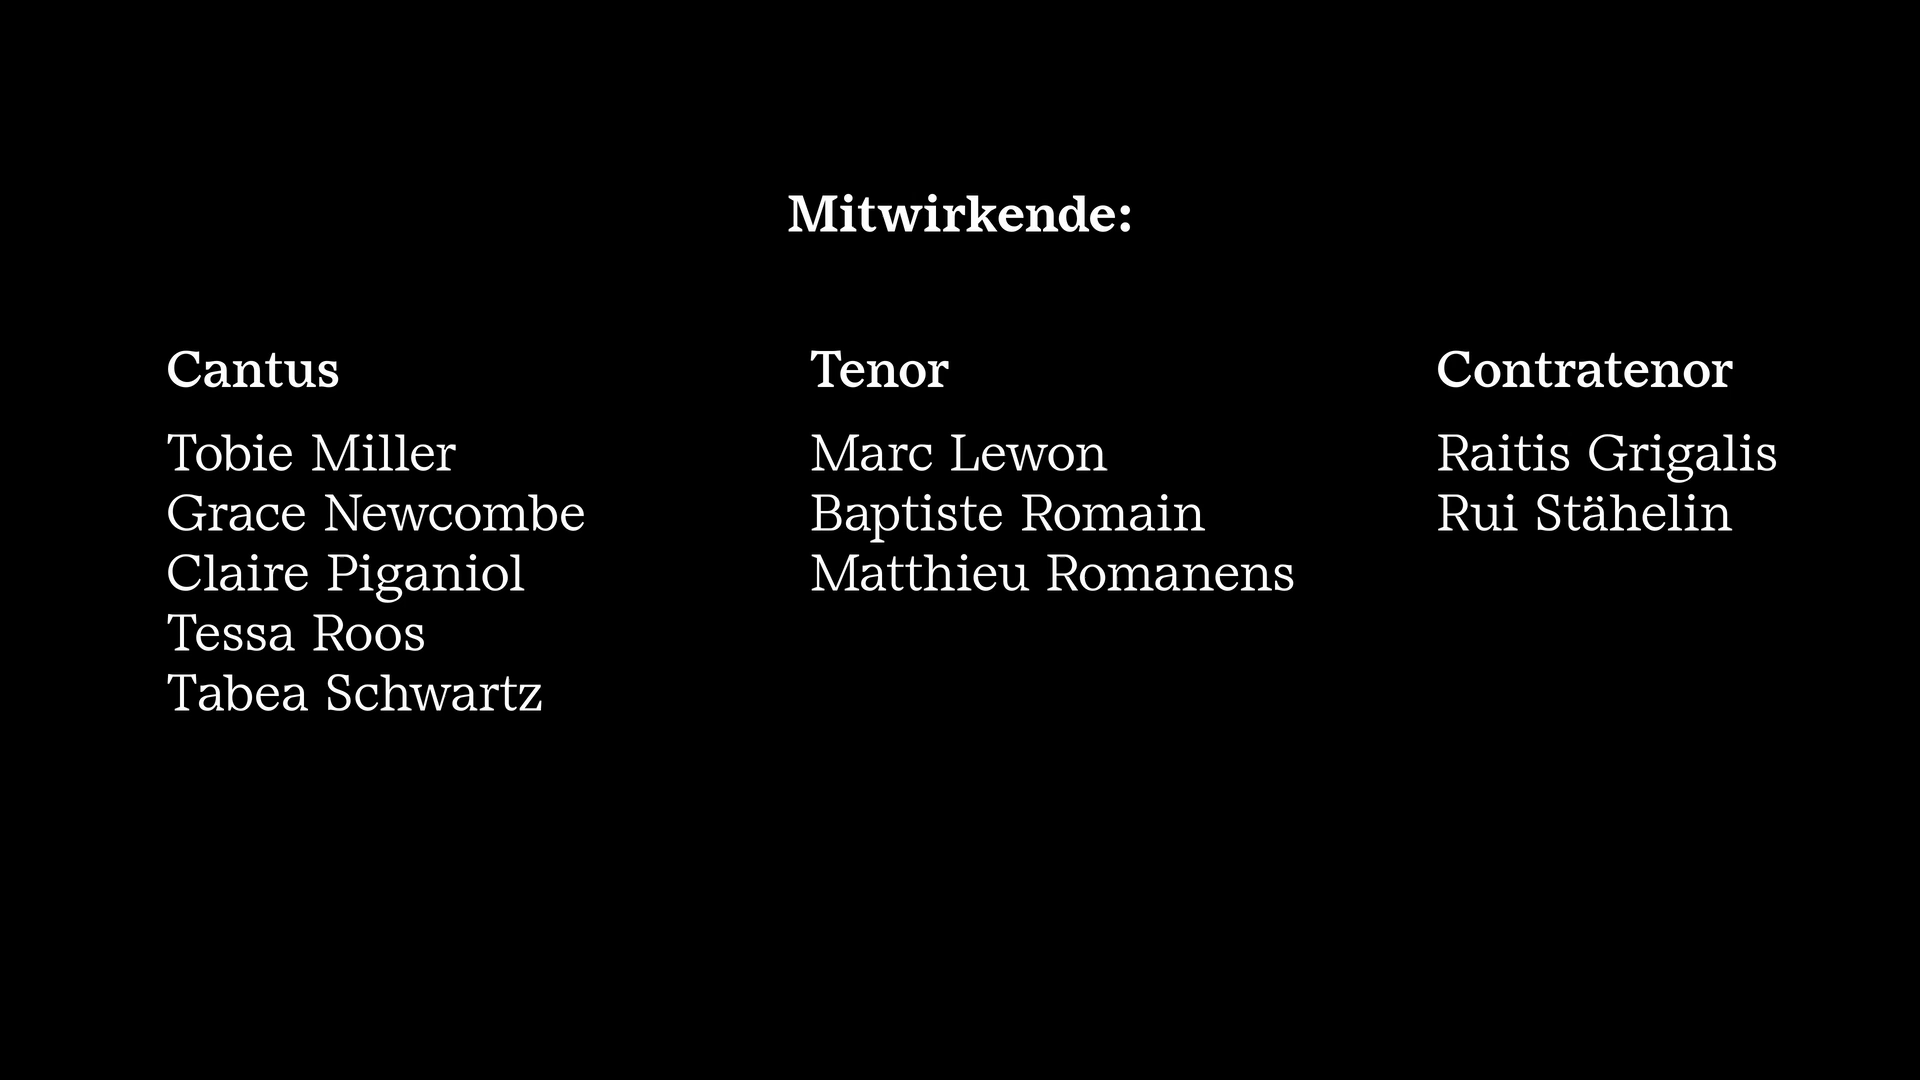 Mitwirkende:
Cantus
Tobie Miller
Grace Newcombe
Claire Piganiol
Tessa Roos
Tabea Schwartz
Tenor
Marc Lewon
Baptiste Romain
Matthieu Romanens
Contratenor
Raitis Grigalis
Rui Stähelin